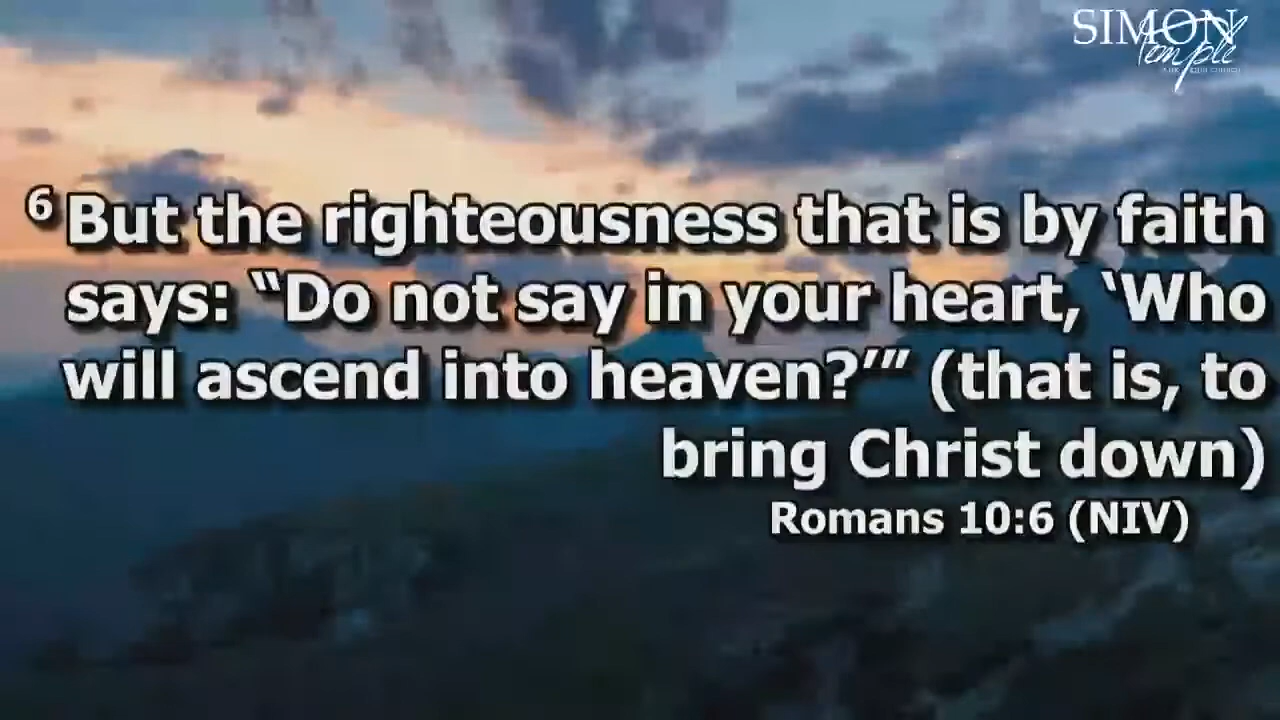 SIMON
Temple
⁶ But the righteousness that is by faith
says: “Do not say in your heart, ‘Who
will ascend into heaven?’” (that is, to
bring Christ down)
Romans 10:6 (NIV)